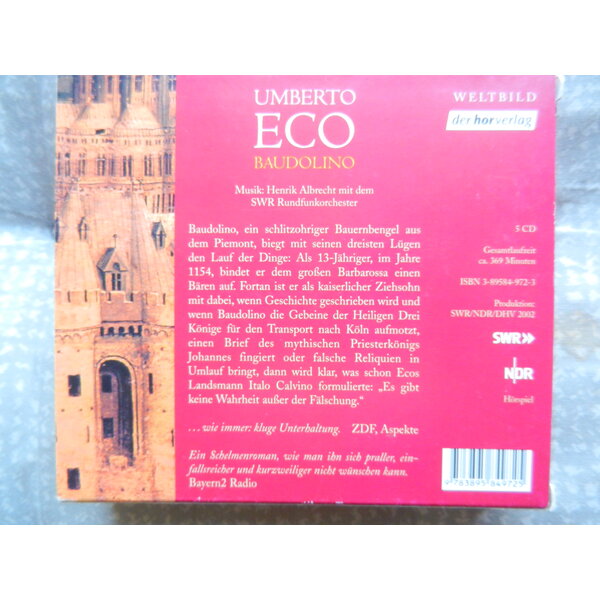 UMBERTO
ECO
BAUDOLINO
Musik: Henrik Albrecht mit dem
SWR Rundfunkorchester
Baudolino, ein schlitzohriger Bauernbengel aus
dem Piemont, biegt mit seinen dreisten Lügen
den Lauf der Dinge: Als 13-Jähriger, im Jahre
1154, bindet er dem großen Barbarossa einen
Bären auf. Fortan ist er als kaiserlicher Ziehsohn
mit dabei, wenn Geschichte geschrieben wird und
wenn Baudolino die Gebeine der Heiligen Drei
Könige für den Transport nach Köln aufmotzt,
einen Brief des mythischen Priesterkönigs
Johannes fingiert oder falsche Reliquien in
Umlauf bringt, dann wird klar, was schon Ecos
Landsmann Italo Calvino formulierte: „Es gibt
keine Wahrheit außer der Fälschung.“
... wie immer: kluge Unterhaltung. ZDF, Aspekte
Ein Schelmenroman, wie man ihn sich praller, ein-
fallsreicher und kurzweiliger nicht wünschen kann.
Bayern2 Radio
WELTBILD
der hörverlag
5 CD
Gesamtlaufzeit
ca. 369 Minuten
ISBN 3-89584-972-3
Produktion:
SWR/NDR/DHV 2002
SWR»
NDR
Hörspiel
9 783895 849725